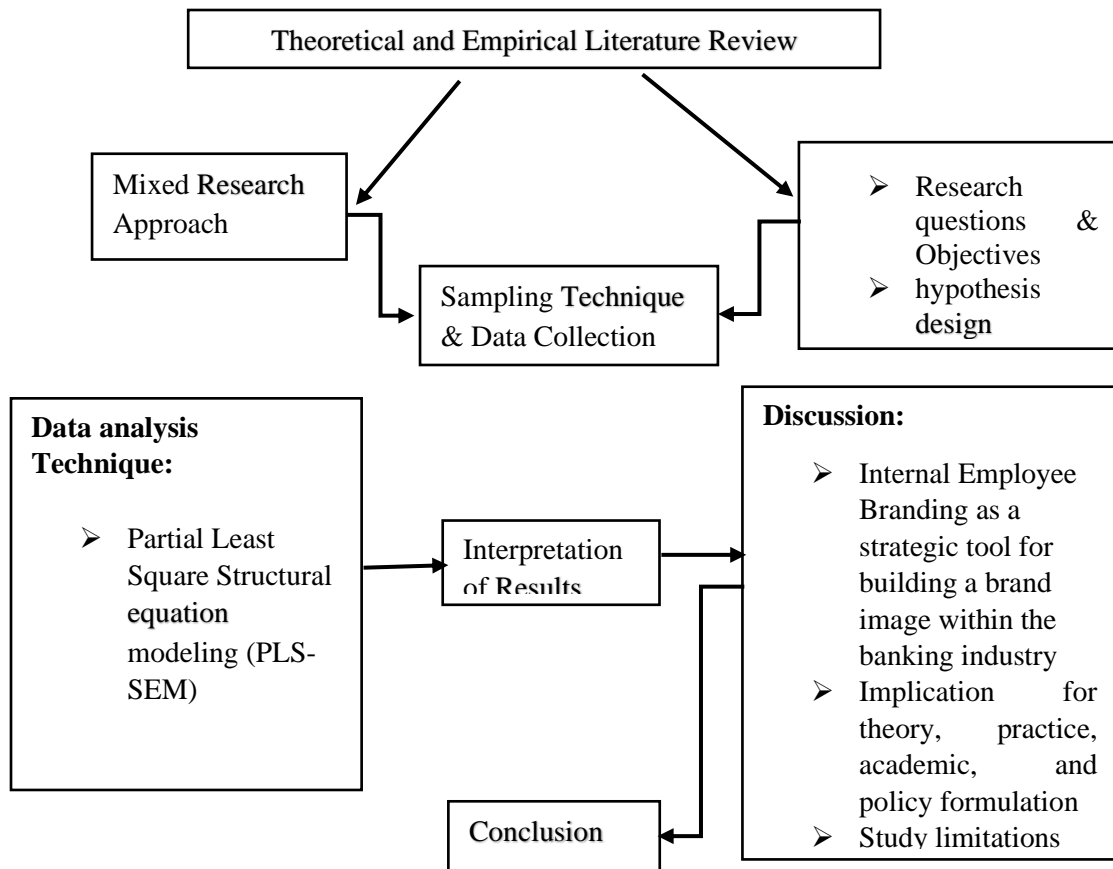 Theoretical and Empirical Literature Review
Mixed Research
Approach
➢ Research
questions &
Objectives
➢ hypothesis
design
Sampling Technique
& Data Collection
Data analysis
Technique:
➢ Partial Least
Square Structural
equation
modeling (PLS-
SEM)
Interpretation
of Results
Discussion:
➢ Internal Employee
Branding as a
strategic tool for
building a brand
image within the
banking industry
➢ Implication for
theory, practice,
academic, and
policy formulation
➢ Study limitations
Conclusion